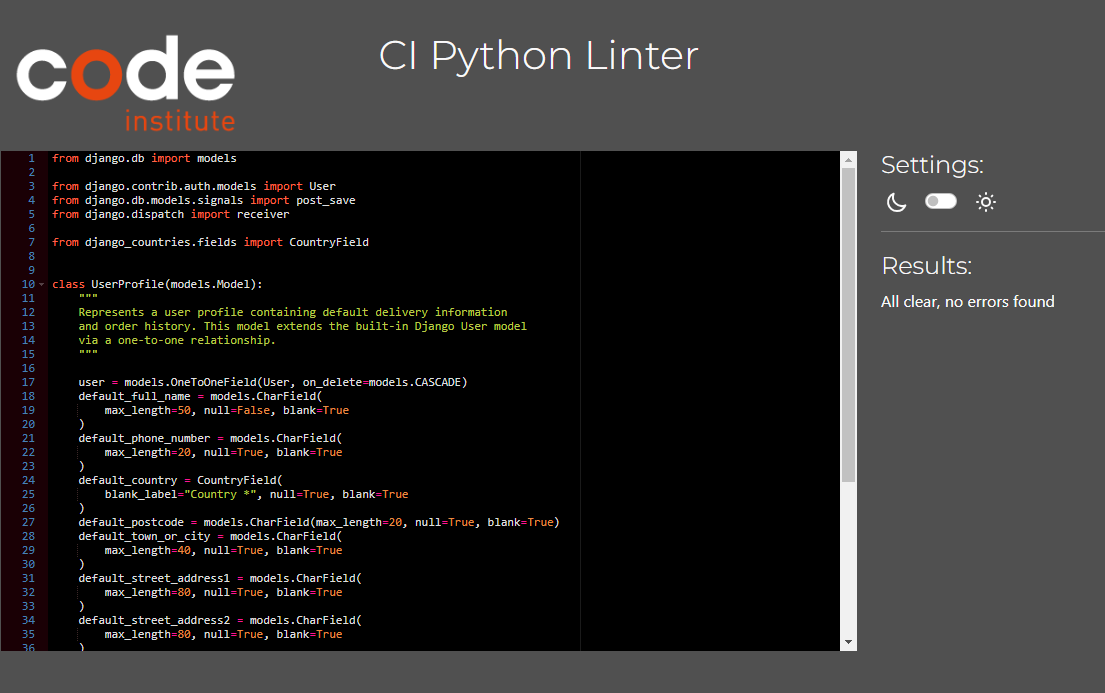 code
institute
CI Python Linter
1 from django.db import models
2
3 from django.contrib.auth.models import User
4 from django.db.models.signals import post_save
5 from django.dispatch import receiver
6
7 from django_countries.fields import CountryField
8
9
10 class UserProfile(models.Model):
11     """
12     Represents a user profile containing default delivery information
13     and order history. This model extends the built-in Django User model
14     via a one-to-one relationship.
15     """
16
17     user = models.OneToOneField(User, on_delete=models.CASCADE)
18     default_full_name = models.CharField(
19         max_length=50, null=False, blank=True
20     )
21     default_phone_number = models.CharField(
22         max_length=20, null=True, blank=True
23     )
24     default_country = CountryField(
25         blank_label="Country *", null=True, blank=True
26     )
27     default_postcode = models.CharField(max_length=20, null=True, blank=True)
28     default_town_or_city = models.CharField(
29         max_length=40, null=True, blank=True
30     )
31     default_street_address1 = models.CharField(
32         max_length=80, null=True, blank=True
33     )
34     default_street_address2 = models.CharField(
35         max_length=80, null=True, blank=True
36     )
Settings:
Results:
All clear, no errors found